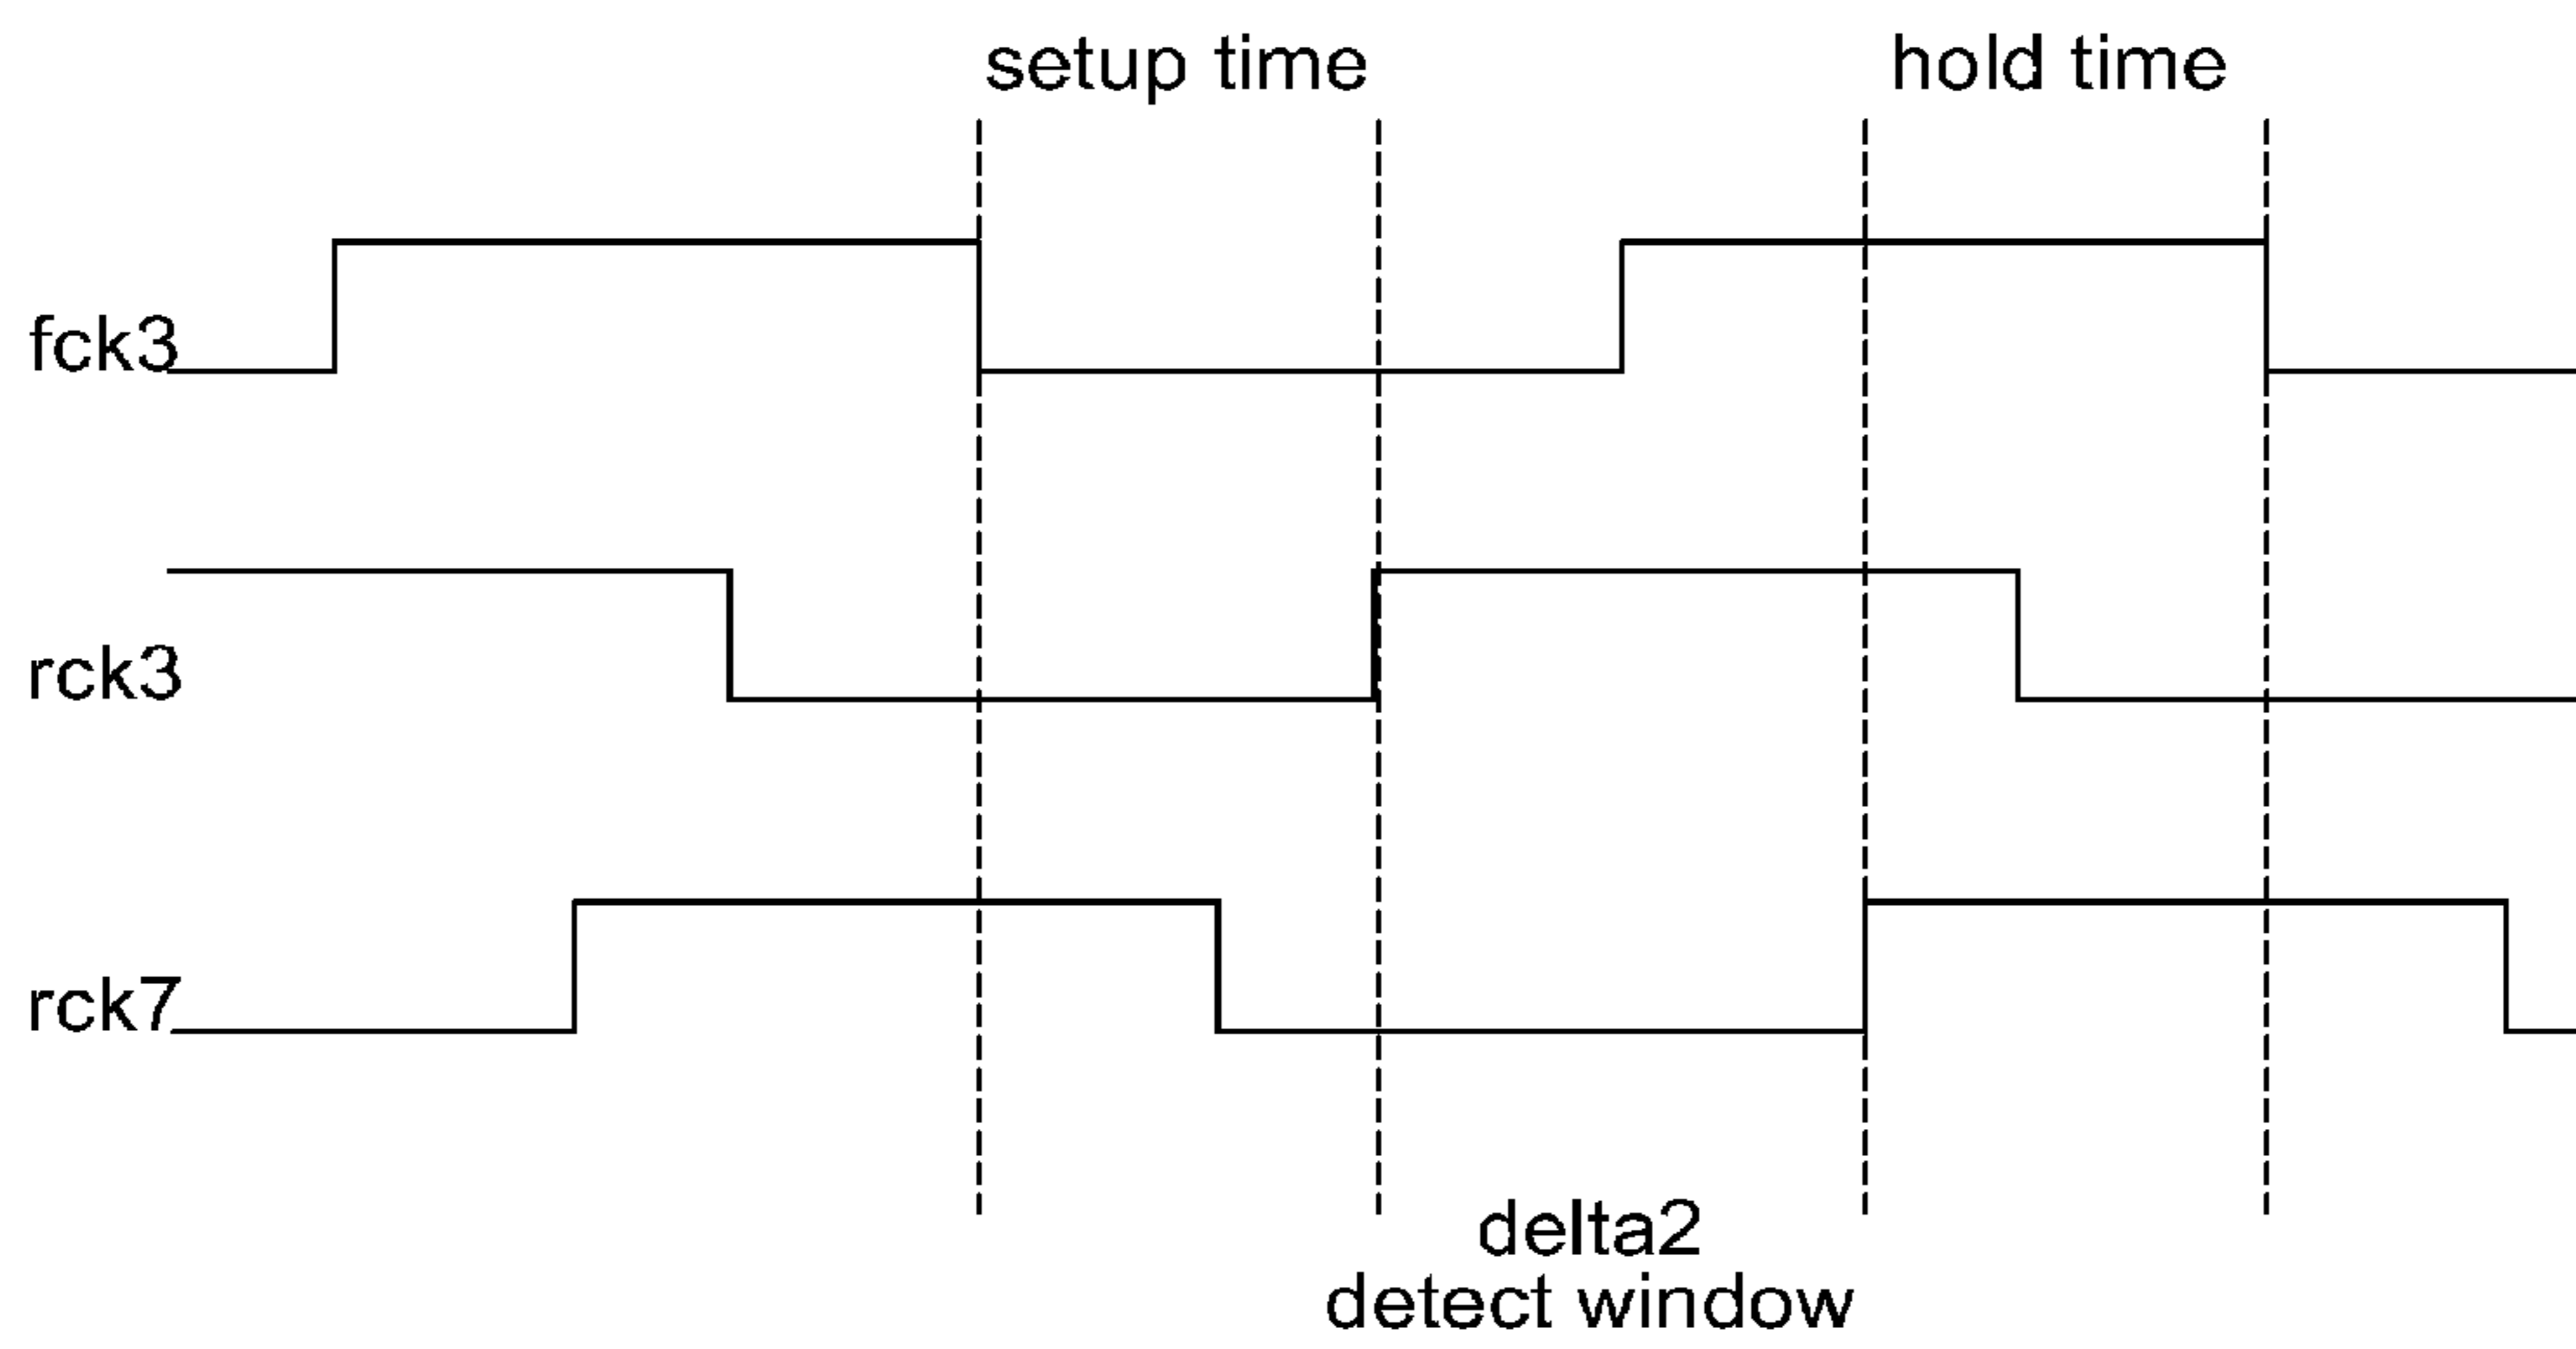 setup time
hold time
fck3
rck3
rck7
delta2
detect window